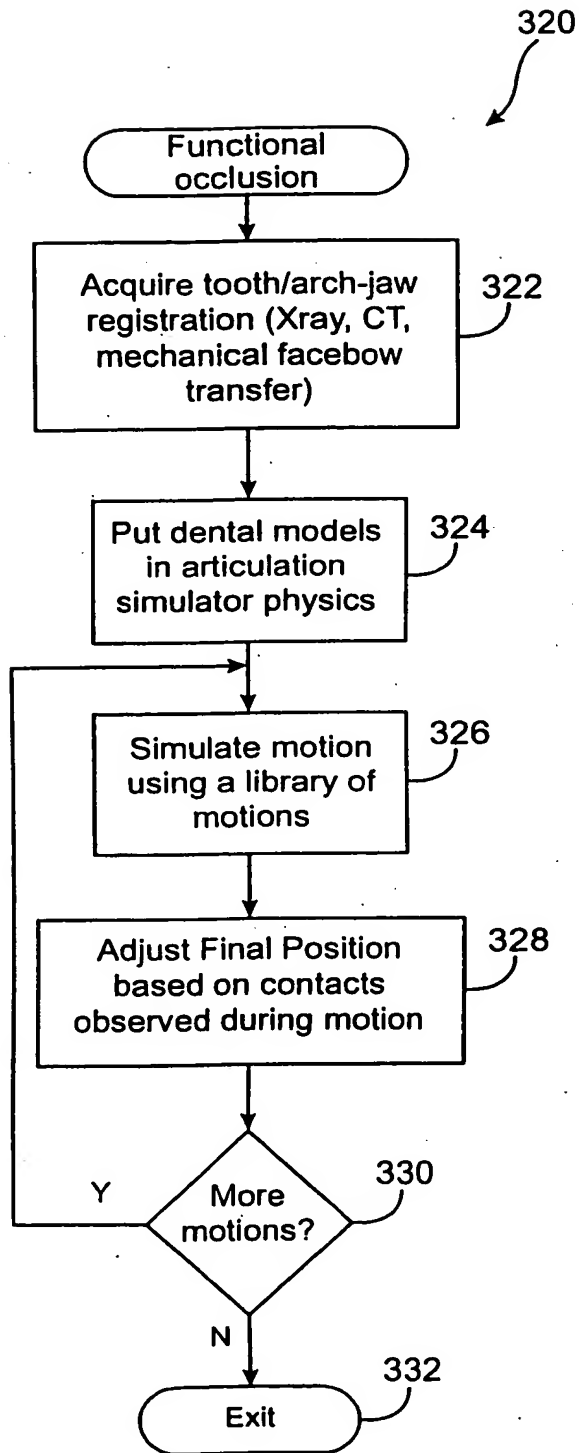 320
Functional
occlusion
Acquire tooth/arch-jaw
registration (Xray, CT,
mechanical facebow
transfer)
322
Put dental models
in articulation
simulator physics
324
Simulate motion
using a library of
motions
326
Adjust Final Position
based on contacts
observed during motion
328
More
motions?
330
Y
N
Exit
332